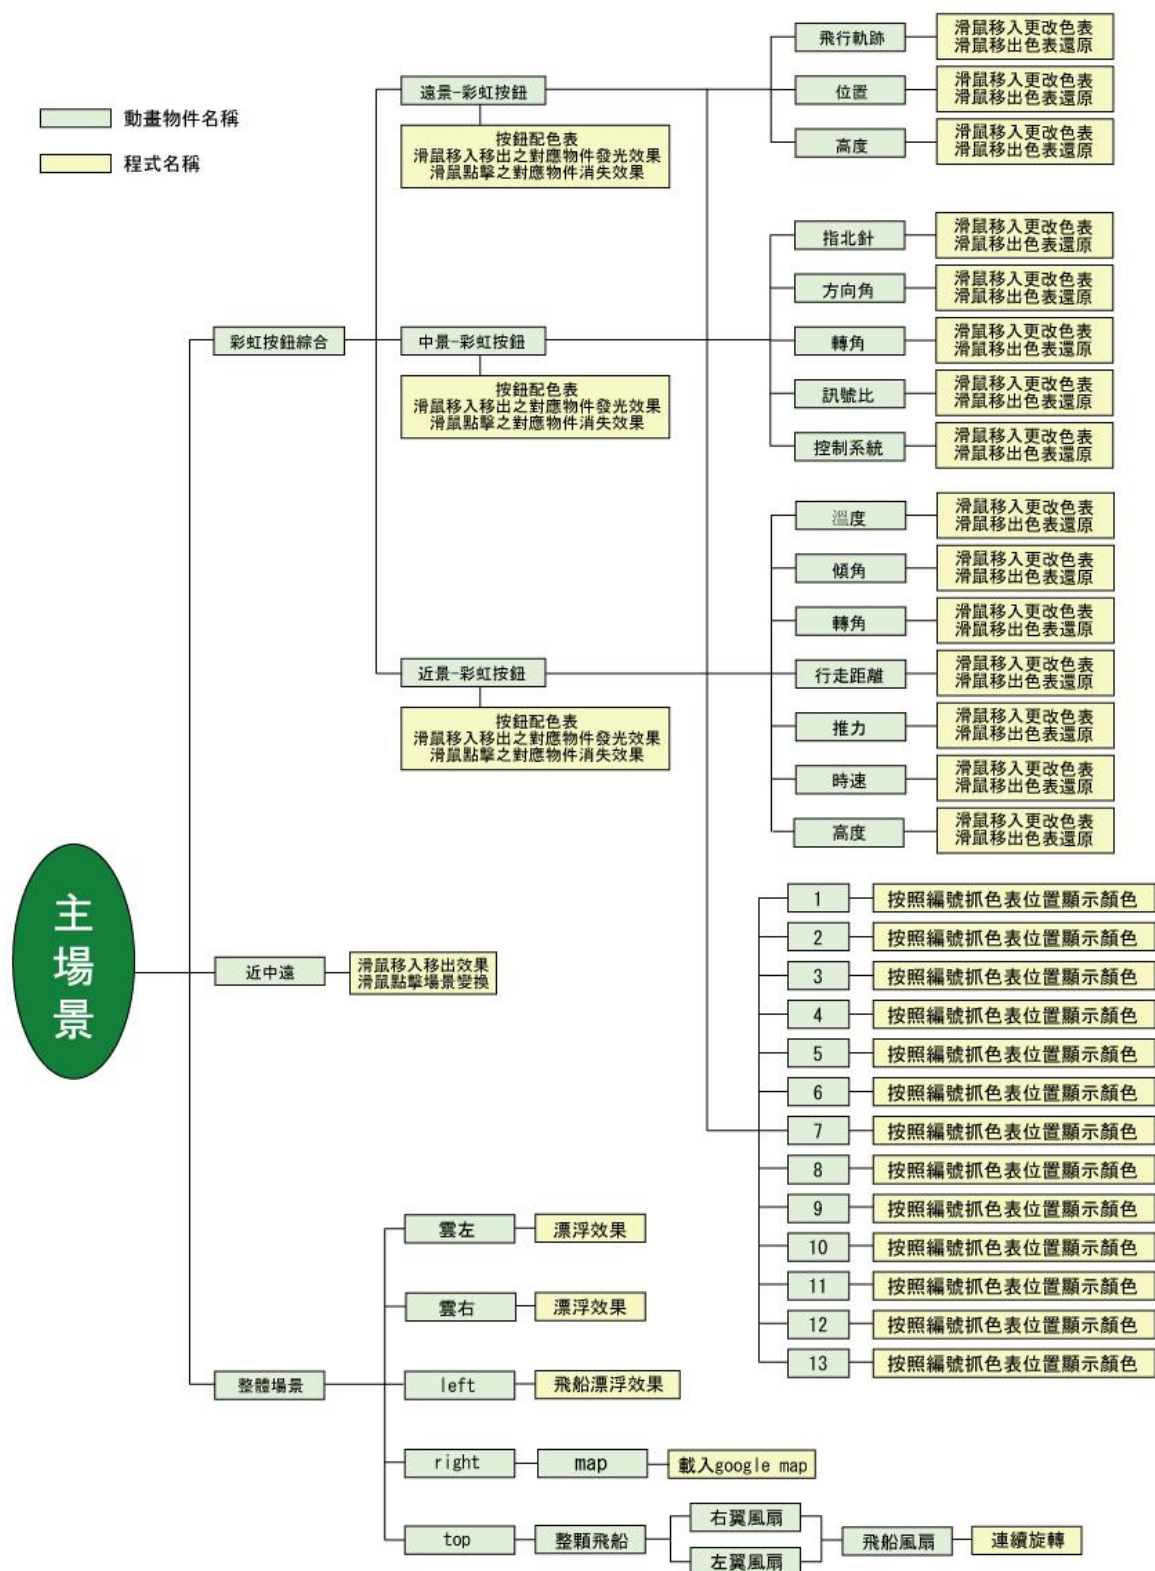 動畫物件名稱
程式名稱
主場景
彩虹按鈕綜合
遠景-彩虹按鈕
按鈕配色表
滑鼠移入移出之對應物件發光效果
滑鼠點擊之對應物件消失效果
飛行軌跡
滑鼠移入更改色表
滑鼠移出色表還原
位置
滑鼠移入更改色表
滑鼠移出色表還原
高度
滑鼠移入更改色表
滑鼠移出色表還原
中景-彩虹按鈕
按鈕配色表
滑鼠移入移出之對應物件發光效果
滑鼠點擊之對應物件消失效果
指北針
滑鼠移入更改色表
滑鼠移出色表還原
方向角
滑鼠移入更改色表
滑鼠移出色表還原
轉角
滑鼠移入更改色表
滑鼠移出色表還原
訊號比
滑鼠移入更改色表
滑鼠移出色表還原
控制系統
滑鼠移入更改色表
滑鼠移出色表還原
近景-彩虹按鈕
按鈕配色表
滑鼠移入移出之對應物件發光效果
滑鼠點擊之對應物件消失效果
溫度
滑鼠移入更改色表
滑鼠移出色表還原
傾角
滑鼠移入更改色表
滑鼠移出色表還原
轉角
滑鼠移入更改色表
滑鼠移出色表還原
行走距離
滑鼠移入更改色表
滑鼠移出色表還原
推力
滑鼠移入更改色表
滑鼠移出色表還原
時速
滑鼠移入更改色表
滑鼠移出色表還原
高度
滑鼠移入更改色表
滑鼠移出色表還原
1 按照編號抓色表位置顯示顏色
2 按照編號抓色表位置顯示顏色
3 按照編號抓色表位置顯示顏色
4 按照編號抓色表位置顯示顏色
5 按照編號抓色表位置顯示顏色
6 按照編號抓色表位置顯示顏色
7 按照編號抓色表位置顯示顏色
8 按照編號抓色表位置顯示顏色
9 按照編號抓色表位置顯示顏色
10 按照編號抓色表位置顯示顏色
11 按照編號抓色表位置顯示顏色
12 按照編號抓色表位置顯示顏色
13 按照編號抓色表位置顯示顏色
近中遠
滑鼠移入移出效果
滑鼠點擊場景變換
整體場景
雲左 漂浮效果
雲右 漂浮效果
left 飛船漂浮效果
right map 載入google map
top 整顆飛船
右翼風扇
左翼風扇
飛船風扇 連續旋轉